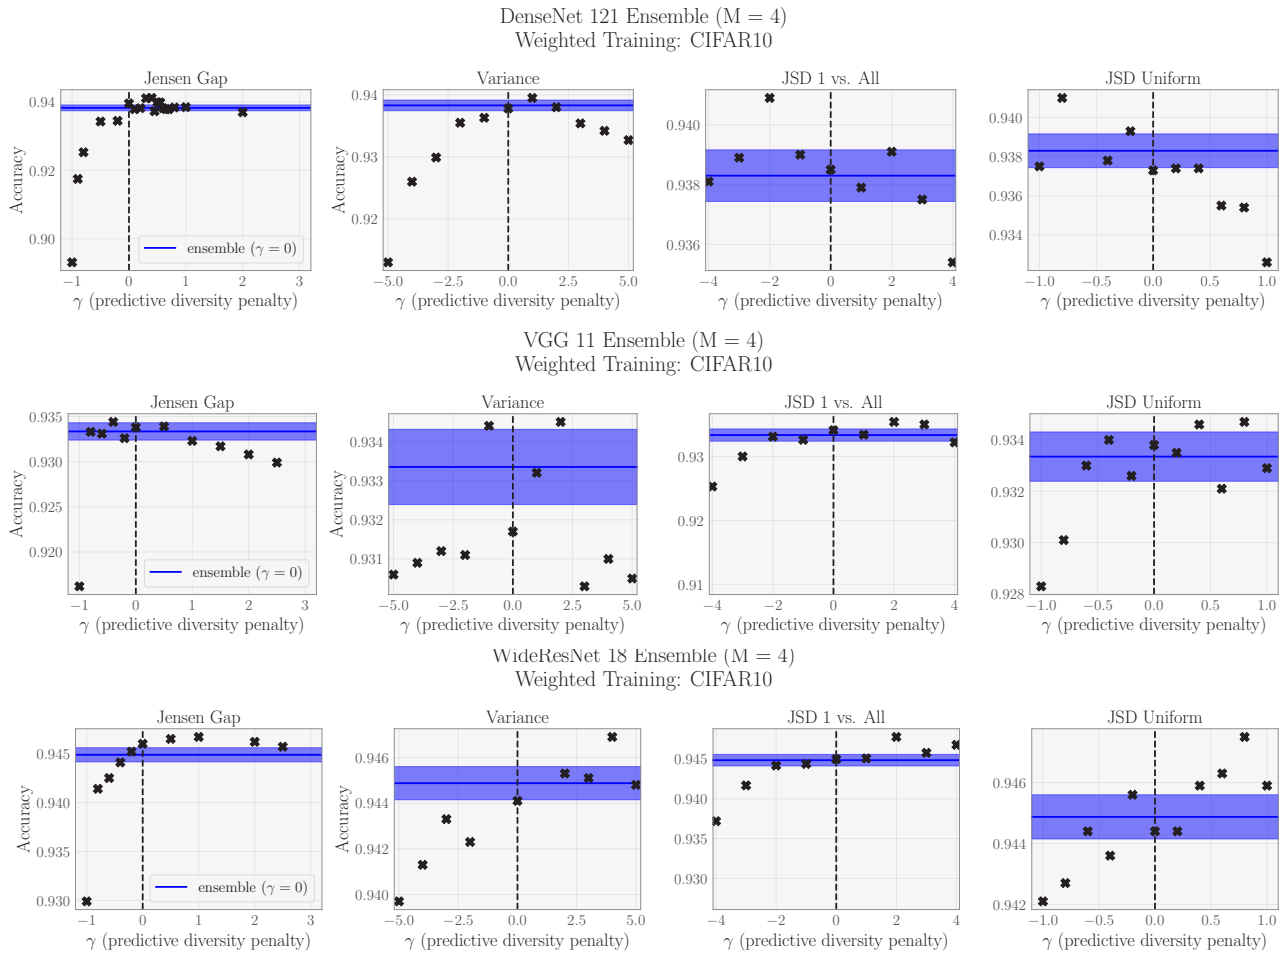 DenseNet 121 Ensemble (M = 4)
Weighted Training: CIFAR10
Jensen Gap
Variance
JSD 1 vs. All
JSD Uniform
Accuracy
0.94
0.92
0.90
ensemble (γ = 0)
−1 0 1 2 3
γ (predictive diversity penalty)
Accuracy
0.94
0.93
0.92
−5.0 −2.5 0.0 2.5 5.0
γ (predictive diversity penalty)
0.940
0.938
0.936
−4 −2 0 2 4
γ (predictive diversity penalty)
0.940
0.938
0.936
0.934
−1.0 −0.5 0.0 0.5 1.0
γ (predictive diversity penalty)
VGG 11 Ensemble (M = 4)
Weighted Training: CIFAR10
Jensen Gap
Variance
JSD 1 vs. All
JSD Uniform
Accuracy
0.935
0.930
0.925
0.920
ensemble (γ = 0)
−1 0 1 2 3
γ (predictive diversity penalty)
Accuracy
0.934
0.933
0.932
0.931
−5.0 −2.5 0.0 2.5 5.0
γ (predictive diversity penalty)
0.93
0.92
0.91
−4 −2 0 2 4
γ (predictive diversity penalty)
0.934
0.932
0.930
0.928
−1.0 −0.5 0.0 0.5 1.0
γ (predictive diversity penalty)
WideResNet 18 Ensemble (M = 4)
Weighted Training: CIFAR10
Jensen Gap
Variance
JSD 1 vs. All
JSD Uniform
Accuracy
0.945
0.940
0.935
0.930
ensemble (γ = 0)
−1 0 1 2 3
γ (predictive diversity penalty)
Accuracy
0.946
0.944
0.942
0.940
−5.0 −2.5 0.0 2.5 5.0
γ (predictive diversity penalty)
0.945
0.940
0.935
0.930
−4 −2 0 2 4
γ (predictive diversity penalty)
0.946
0.944
0.942
−1.0 −0.5 0.0 0.5 1.0
γ (predictive diversity penalty)